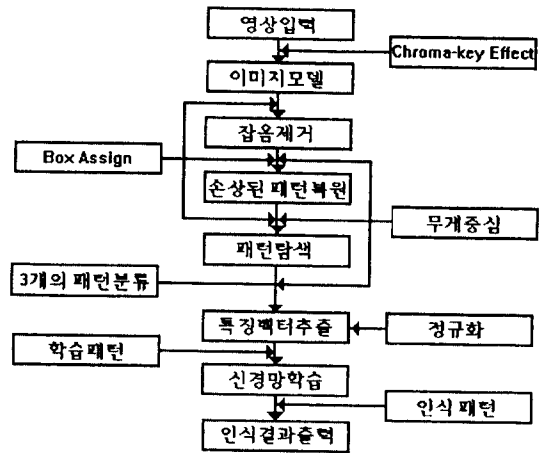 영상입력
Chroma-key Effect
이미지모델
잡음제거
Box Assign
손상된 패턴복원
무게중심
패턴탐색
3개의 패턴분류
특징벡터추출
정규화
학습패턴
신경망학습
인식 패턴
인식결과출력